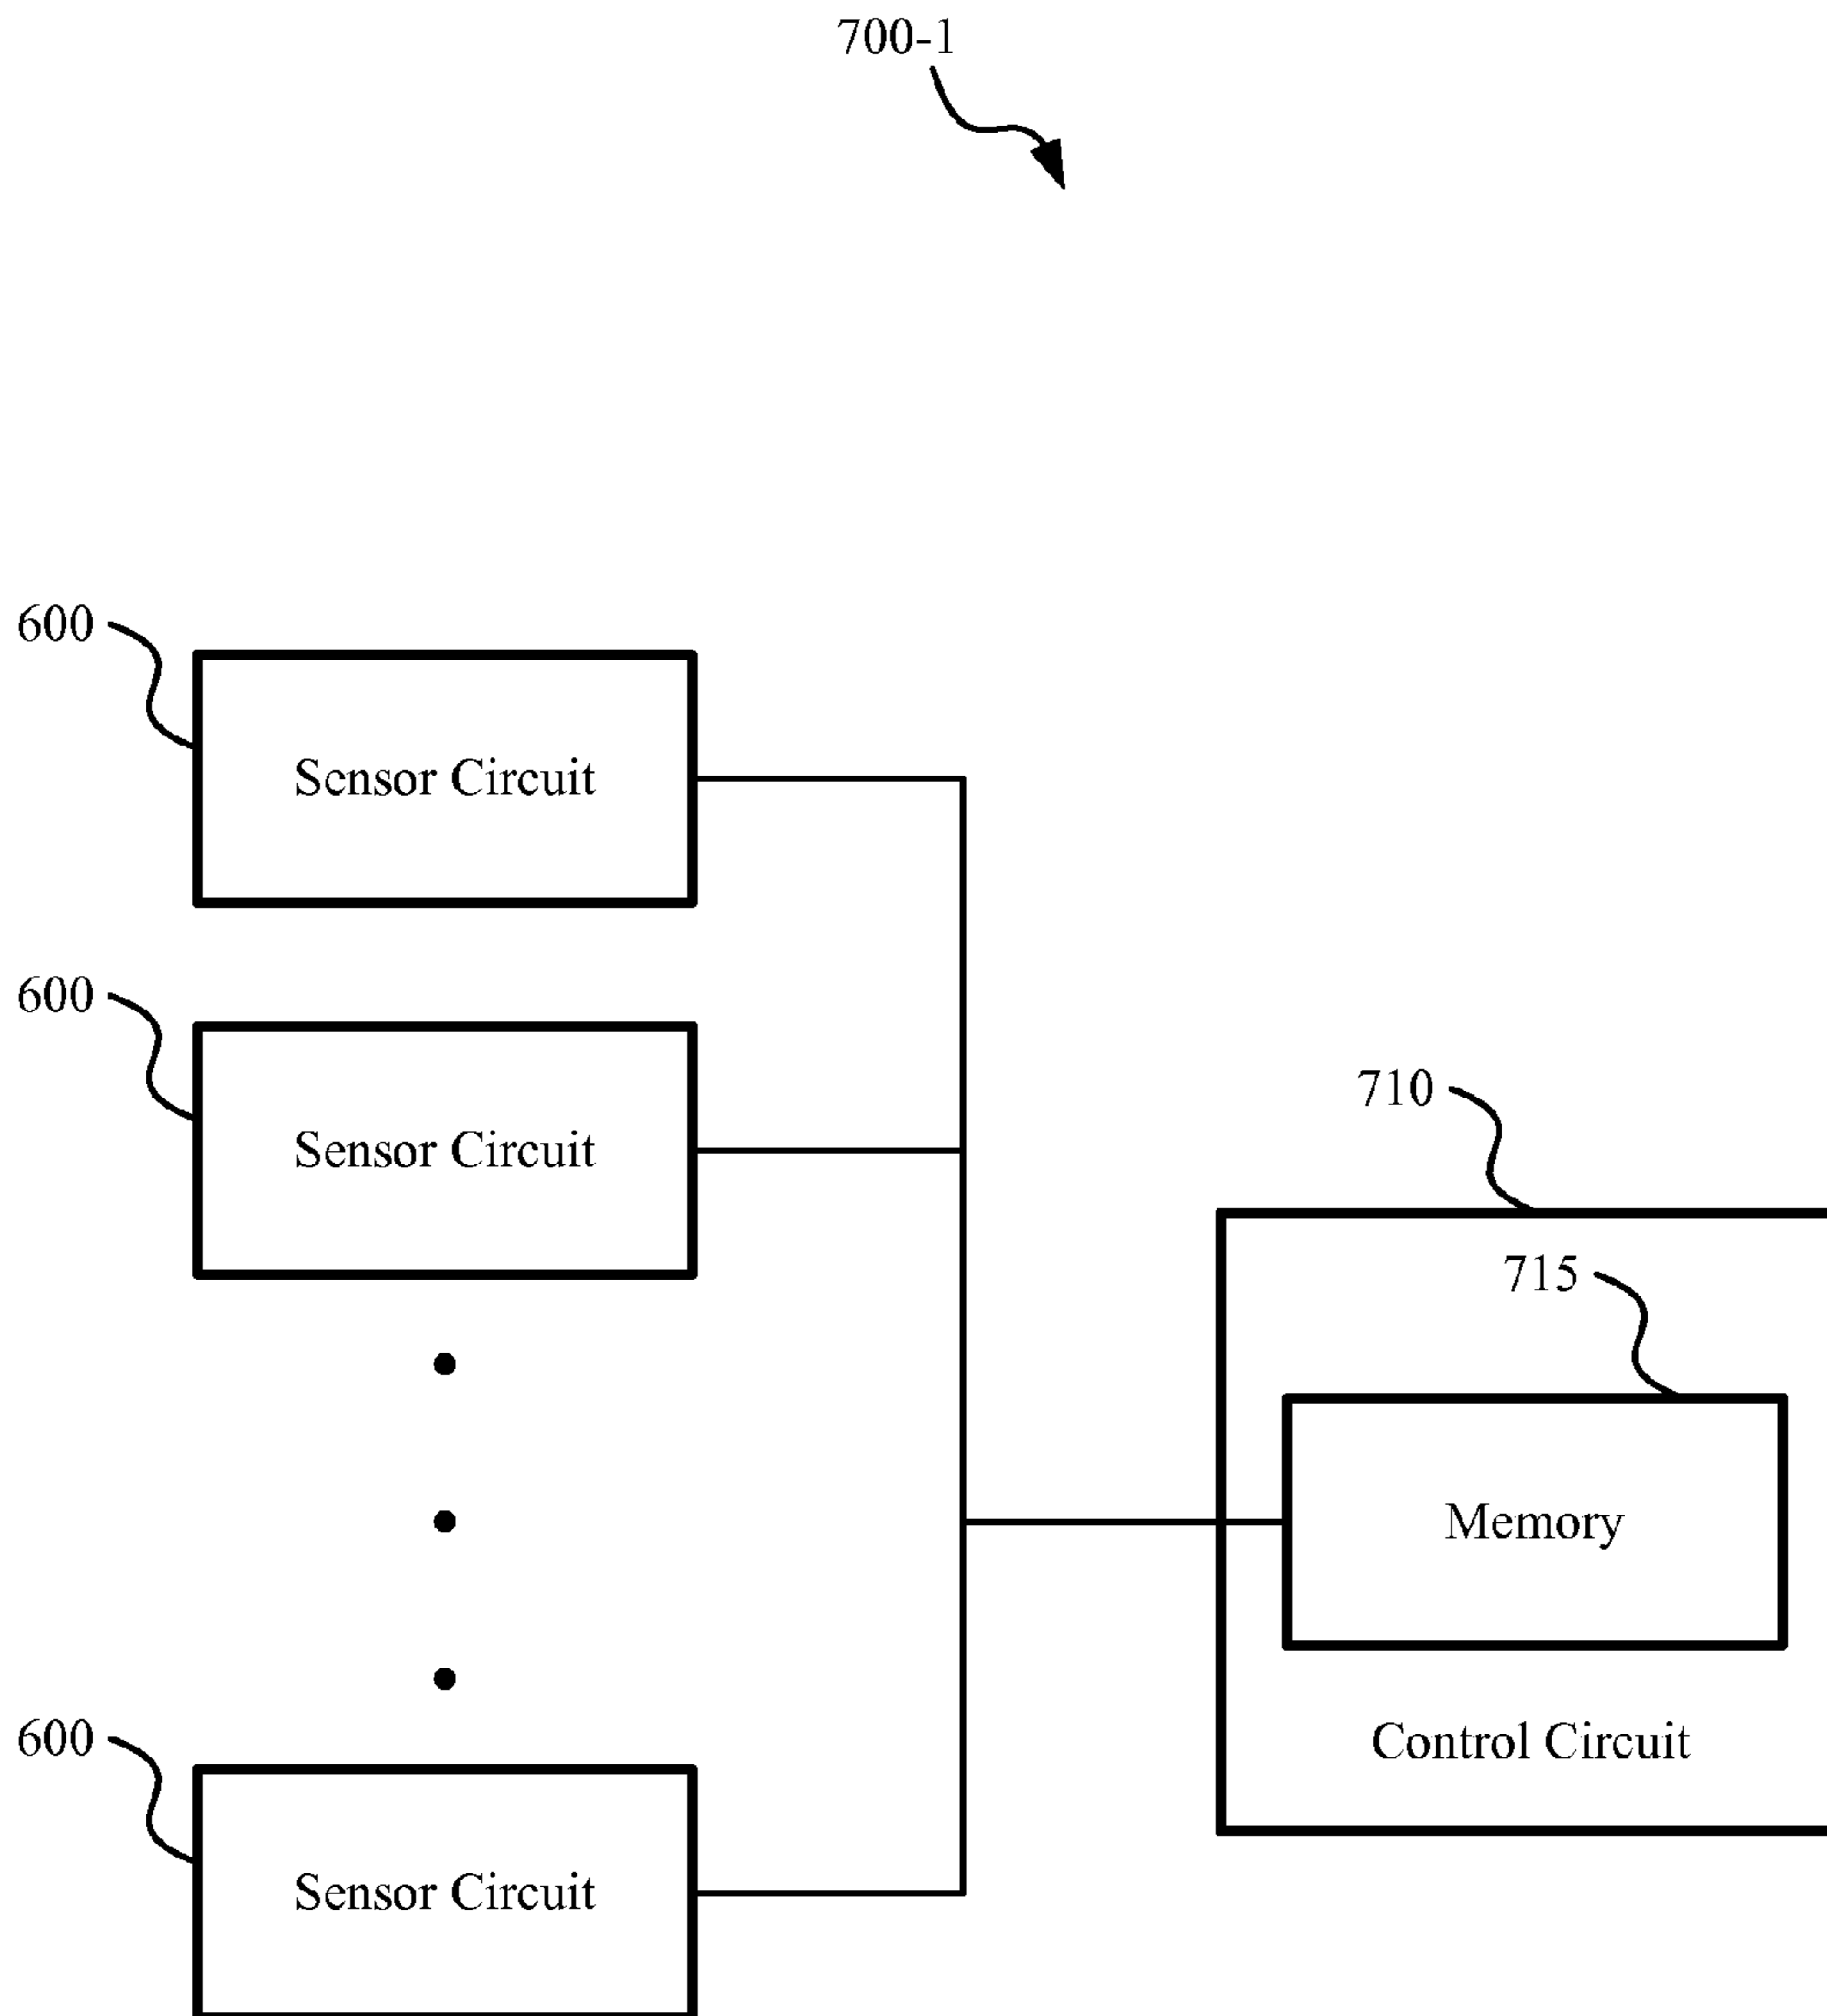 700-1
600
Sensor Circuit
600
Sensor Circuit
710
715
Memory
Control Circuit
600
Sensor Circuit